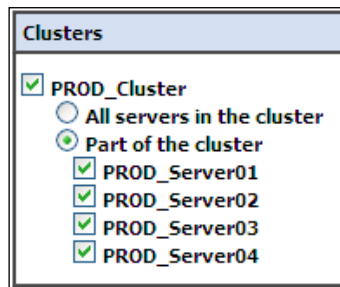 Clusters
PROD_Cluster
All servers in the cluster
Part of the cluster
PROD_Server01
PROD_Server02
PROD_Server03
PROD_Server04